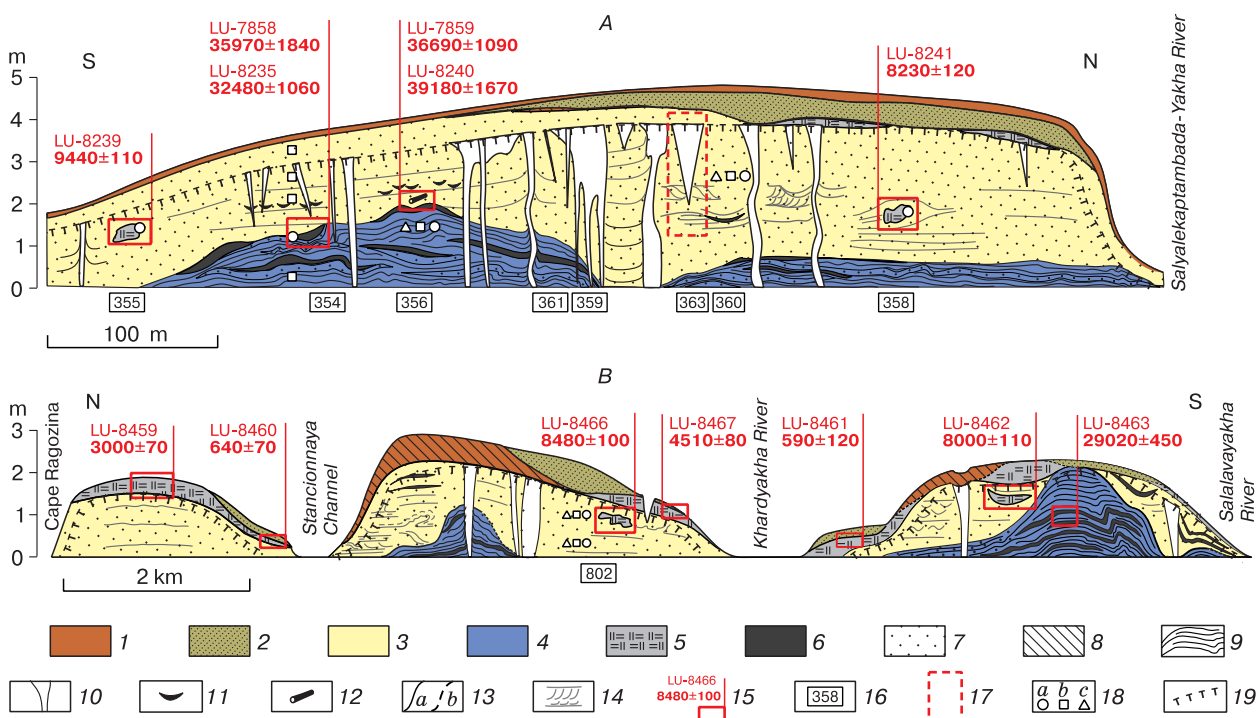 A
LU-7858
35970±1840
LU-8235
32480±1060
LU-7859
36690±1090
LU-8240
39180±1670
LU-8241
8230±120
LU-8239
9440±110
m
S
N
5
4
3
2
1
0
Salyalekaptambada-Yakha River
355
354
356
361
359
363
360
358
100 m
B
m
N
S
3
2
1
0
Cape Ragozina
LU-8459
3000±70
LU-8460
640±70
Stancionnaya
Channel
LU-8466
8480±100
LU-8467
4510±80
Khardyakha River
LU-8461
590±120
LU-8462
8000±110
LU-8463
29020±450
Salalavayakha
River
802
2 km
1
2
3
4
5
6
7
8
9
10
11
12
a b
13
14
LU-8466
8480±100
15
358
16
17
a b c
18
19